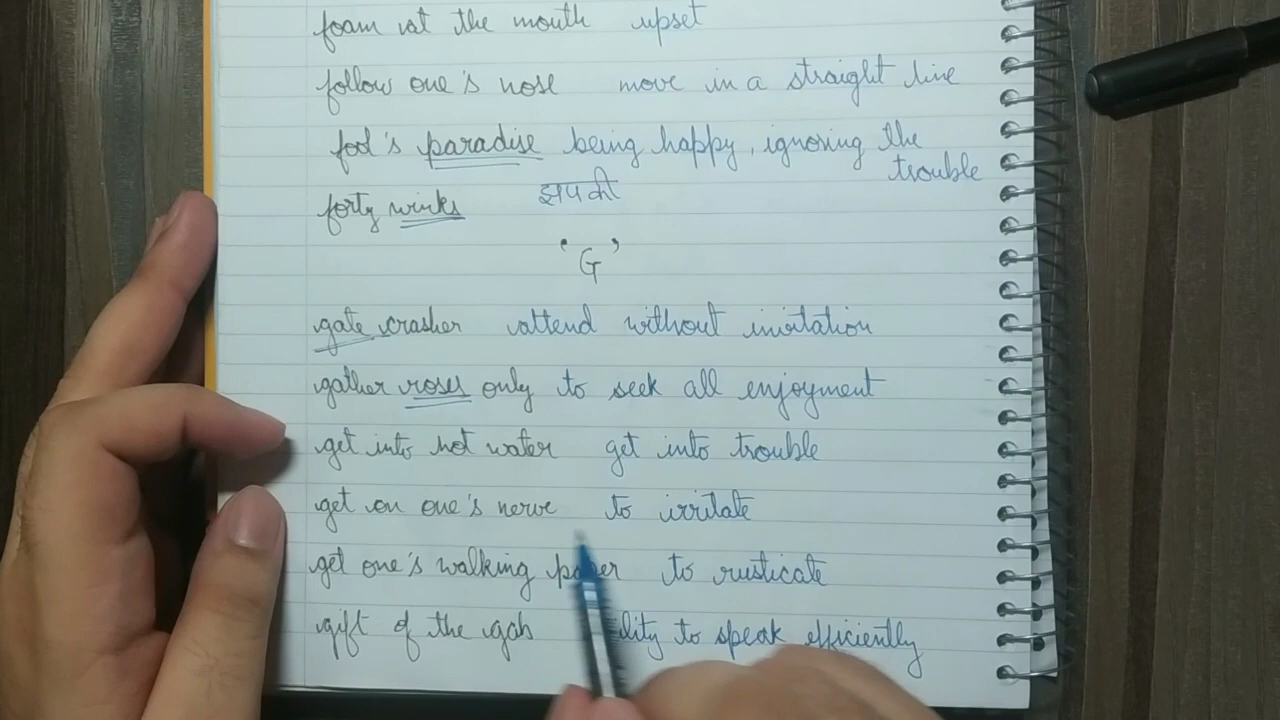 foam at the mouth upset
follow one's nose move in a straight line
fool's paradise being happy, ignoring the
trouble
forty winks झपकी
'G'
gate crasher attend without invitation
gather roses only to seek all enjoyment
get into hot water get into trouble
get on one's nerve to irritate
get one's walking to rusticate
gift of the gab to speak efficiently